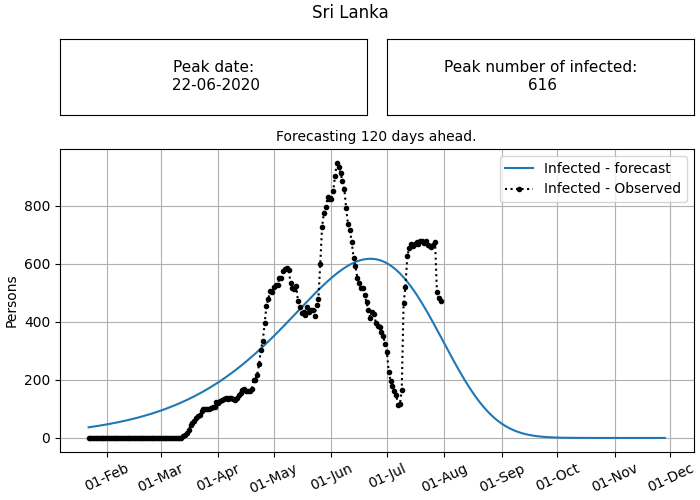 Sri Lanka
Peak date:
22-06-2020
Peak number of infected:
616
Forecasting 120 days ahead.
Infected - forecast
Infected - Observed
Persons
800
600
400
200
0
01-Feb
01-Mar
01-Apr
01-May
01-Jun
01-Jul
01-Aug
01-Sep
01-Oct
01-Nov
01-Dec